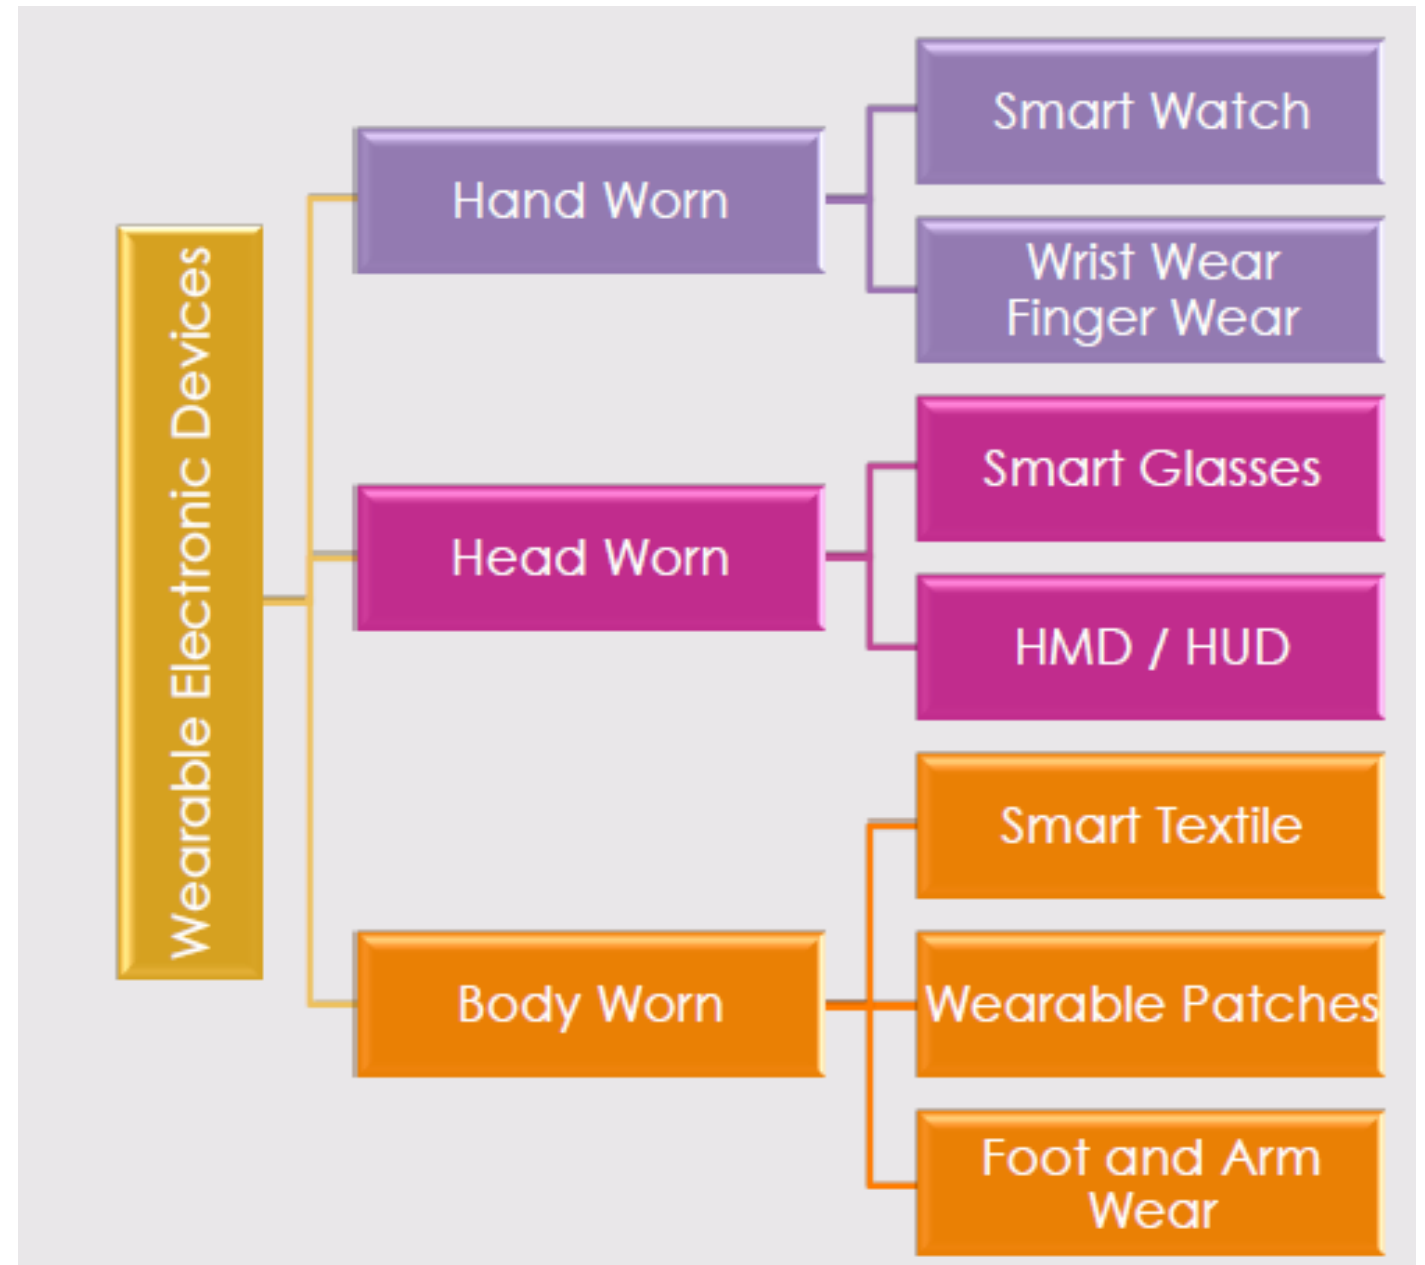 Wearable Electronic Devices
Hand Worn
Smart Watch
Wrist Wear
Finger Wear
Head Worn
Smart Glasses
HMD / HUD
Body Worn
Smart Textile
Wearable Patches
Foot and Arm
Wear